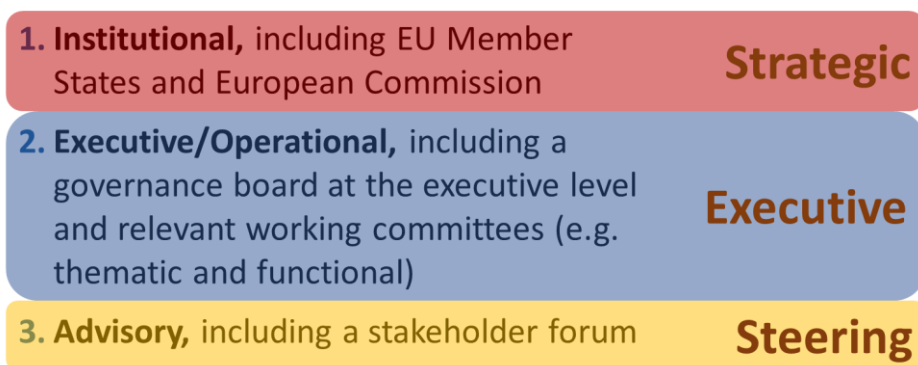 1. Institutional, including EU Member
States and European Commission
Strategic
2. Executive/Operational, including a
governance board at the executive level
and relevant working committees (e.g.
thematic and functional)
Executive
3. Advisory, including a stakeholder forum
Steering